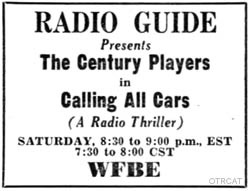 RADIO GUIDE
Presents
The Century Players
in
Calling All Cars
(A Radio Thriller)
SATURDAY, 8:30 to 9:00 p.m., EST
7:30 to 8:00 CST
WFBE
OTRCAT